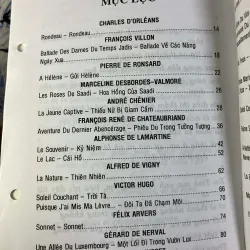 MỤC LỤC
CHARLES D'ORLÉANS
Rondeau – Rondeau 14
FRANÇOIS VILLON
Ballade Des Dames Du Temps Jadis – Ballade Về Các Nàng
Ngày Xưa
PIERRE DE RONSARD
A Hélène – Gửi Hélène
MARCELINE DESBORDES-VALMORE
Les Roses De Saadi – Hoa Hồng Của Saadi
ANDRÉ CHÉNIER
La Jeune Captive – Thiếu Nữ Bị Giam Cầm
FRANÇOIS RENÉ DE CHATEAUBRIAND
Aventure Du Dernier Abencérage – Phiêu Du Trong Tưởng Tượng
ALPHONSE DE LAMARTINE
Le Souvenir – Kỷ Niệm
Le Lac – Cái Hồ
ALFRED DE VIGNY
La Nature – Thiên Nhiên
VICTOR HUGO
Soleil Couchant – Trời Tà
Puisque J'ai Mis Ma Lèvre... – Đôi Ta Đã Chạm Môi
FÉLIX ARVERS
Sonnet – Sonnet
GÉRARD DE NERVAL
Une Allée Du Luxembourg – Một Lối Đi Trong Vườn Lux